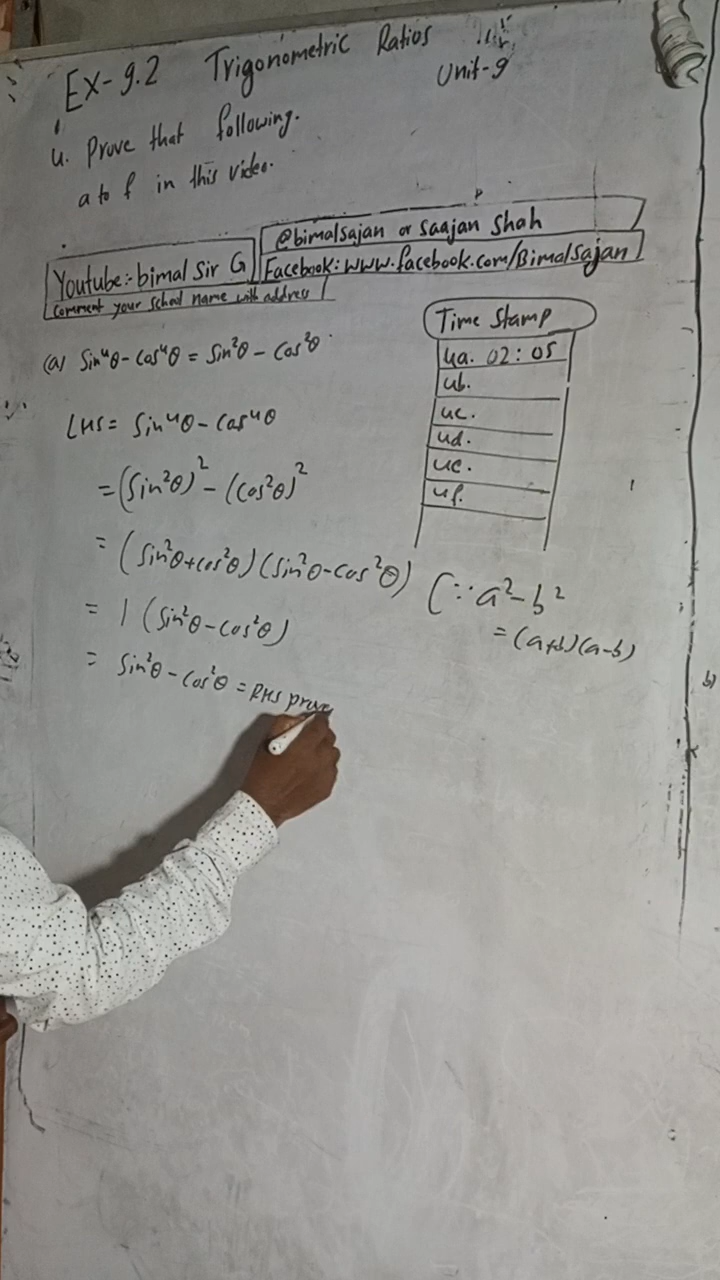 Ex-9.2 Trigonometric Ratios
Unit-9
4. Prove that following.
a to f in this video.
@bimalsajan or saajan Shah
Youtube:- bimal Sir G
Facebook: www.facebook.com/Bimalsajan
Comment your school name with address
Time Stamp
4a. 02:05
4b.
4c.
4d.
4e.
4f.
(a) Sin⁴θ - cos⁴θ = Sin²θ - Cos²θ
LHS = Sin⁴θ - Cos⁴θ
= (Sin²θ)² - (Cos²θ)²
= (Sin²θ + Cos²θ) (Sin²θ - Cos²θ) (∵ a² - b²
= (a+b) (a-b)
= 1 (Sin²θ - Cos²θ)
= Sin²θ - Cos²θ = RHS prove
b)